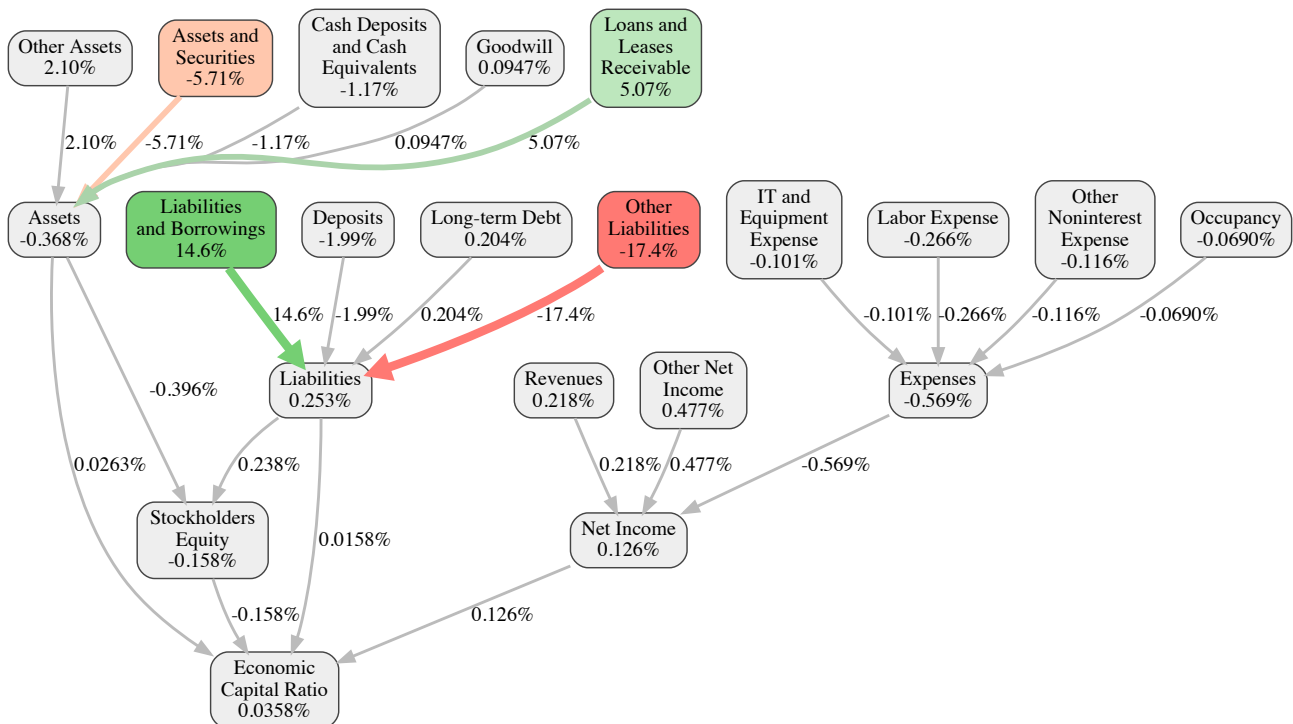 Other Assets
2.10%
Assets and
Securities
-5.71%
Cash Deposits
and Cash
Equivalents
-1.17%
Goodwill
0.0947%
Loans and
Leases
Receivable
5.07%
2.10%
-5.71%
-1.17%
0.0947%
5.07%
Assets
-0.368%
Liabilities
and Borrowings
14.6%
Deposits
-1.99%
Long-term Debt
0.204%
Other
Liabilities
-17.4%
IT and
Equipment
Expense
-0.101%
Labor Expense
-0.266%
Other
Noninterest
Expense
-0.116%
Occupancy
-0.0690%
14.6%
-1.99%
0.204%
-17.4%
-0.101%
-0.266%
-0.116%
-0.0690%
-0.396%
Liabilities
0.253%
Revenues
0.218%
Other Net
Income
0.477%
Expenses
-0.569%
0.0263%
0.238%
0.218%
0.477%
-0.569%
Stockholders
Equity
-0.158%
0.0158%
Net Income
0.126%
-0.158%
0.126%
Economic
Capital Ratio
0.0358%